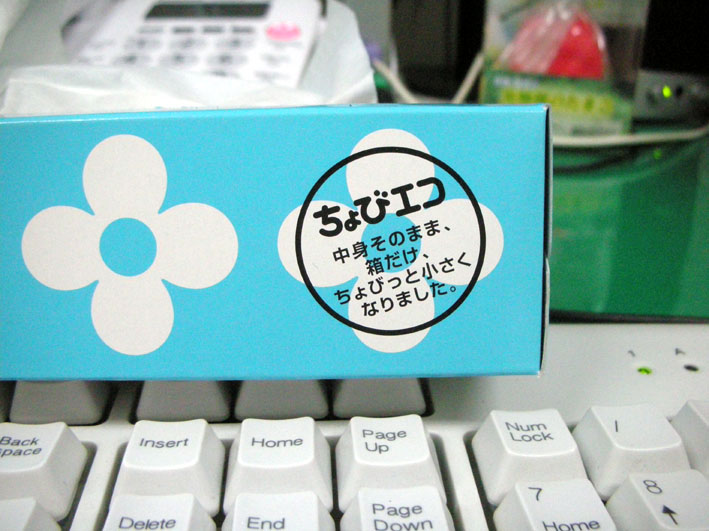 ちょびエコ
中身そのまま、
箱だけ、
ちょびっと小さく
なりました。
Back
Space
Insert
Home
Page
Up
Num
Lock
/
Delete
End
Page
Down
7
Home
8
1
A